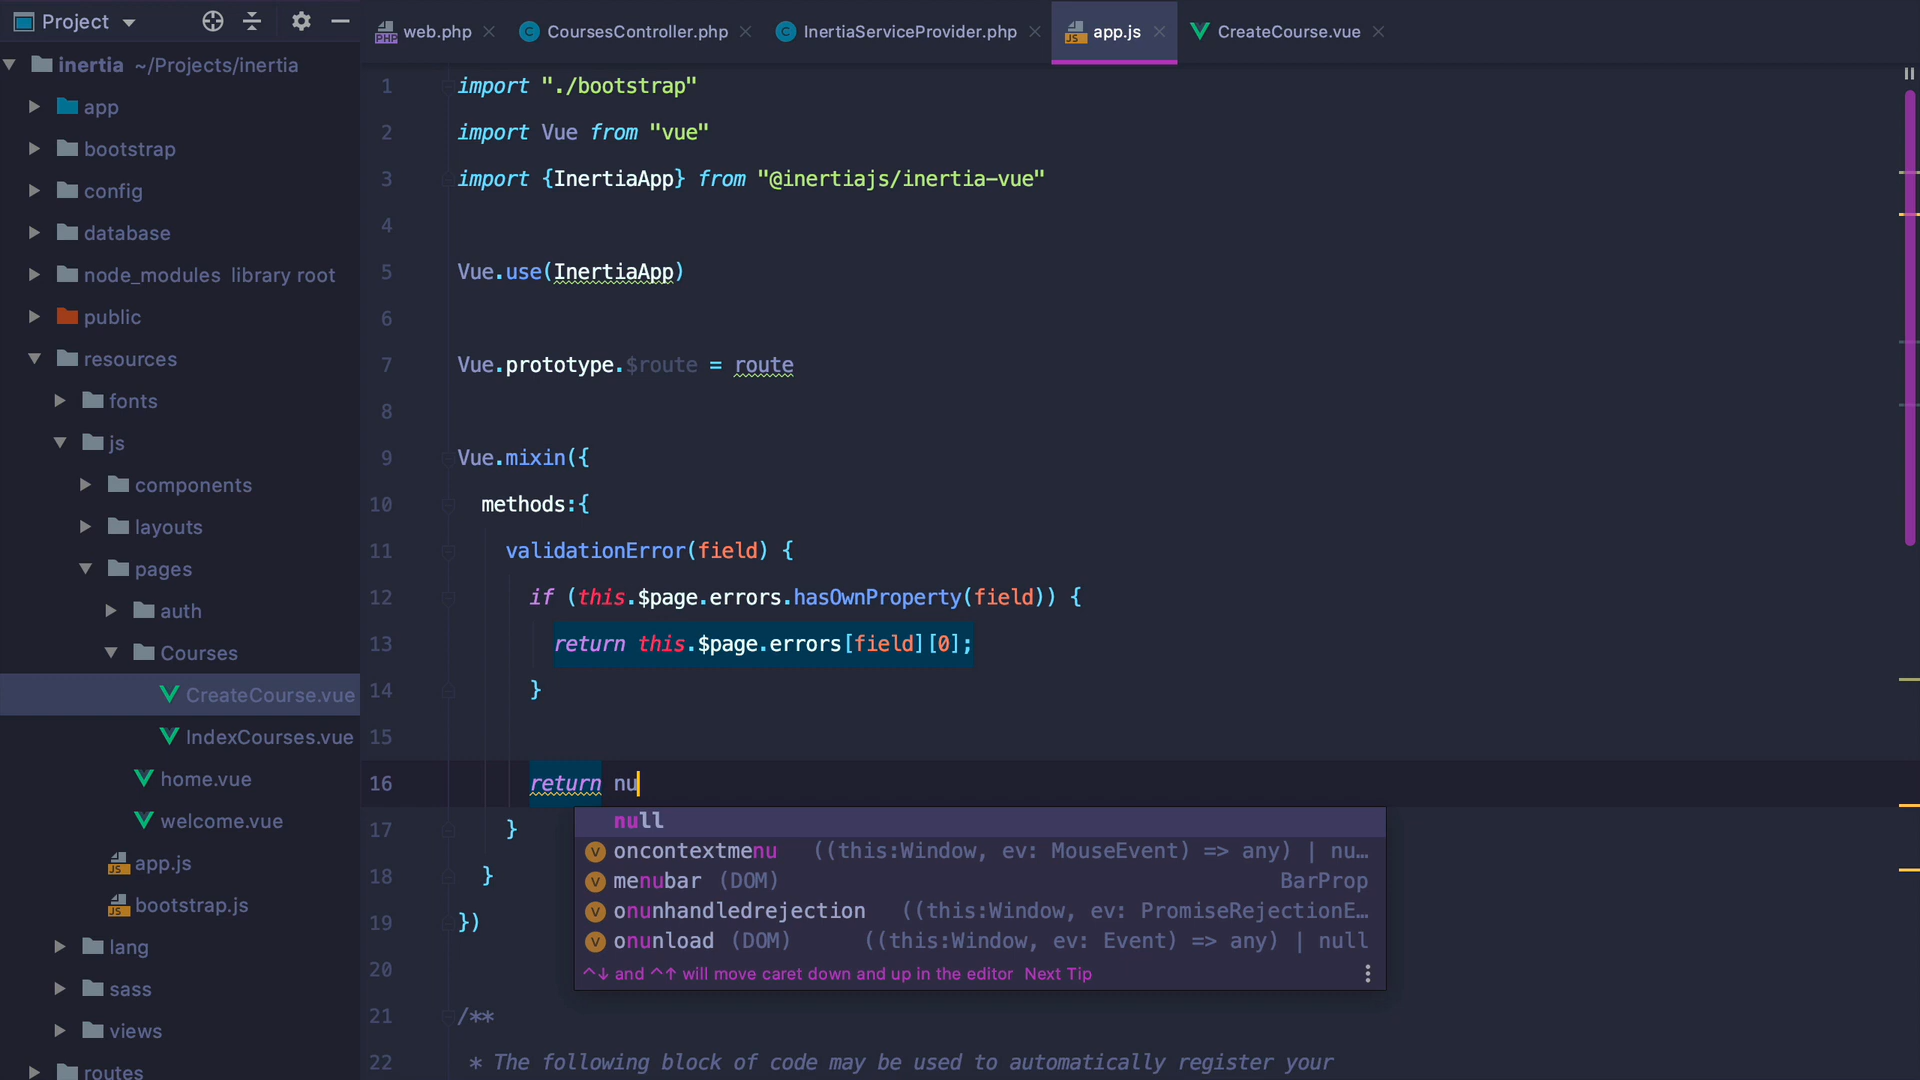 Project
web.php
CoursesController.php
InertiaServiceProvider.php
app.js
CreateCourse.vue
inertia ~/Projects/inertia
app
bootstrap
config
database
node_modules library root
public
resources
fonts
js
components
layouts
pages
auth
Courses
CreateCourse.vue
IndexCourses.vue
home.vue
welcome.vue
app.js
bootstrap.js
lang
sass
views
routes
1 import "./bootstrap"
2 import Vue from "vue"
3 import {InertiaApp} from "@inertiajs/inertia-vue"
4
5 Vue.use(InertiaApp)
6
7 Vue.prototype.$route = route
8
9 Vue.mixin({
10 methods:{
11 validationError(field) {
12 if (this.$page.errors.hasOwnProperty(field)) {
13 return this.$page.errors[field][0];
14 }
15
16 return nu
17 }
18 }
19 })
20
21 /**
22 * The following block of code may be used to automatically register your
null
oncontextmenu ((this:Window, ev: MouseEvent) => any) | nu…
menubar (DOM) BarProp
onunhandledrejection ((this:Window, ev: PromiseRejectionE…
onunload (DOM) ((this:Window, ev: Event) => any) | null
^↓ and ^↑ will move caret down and up in the editor Next Tip